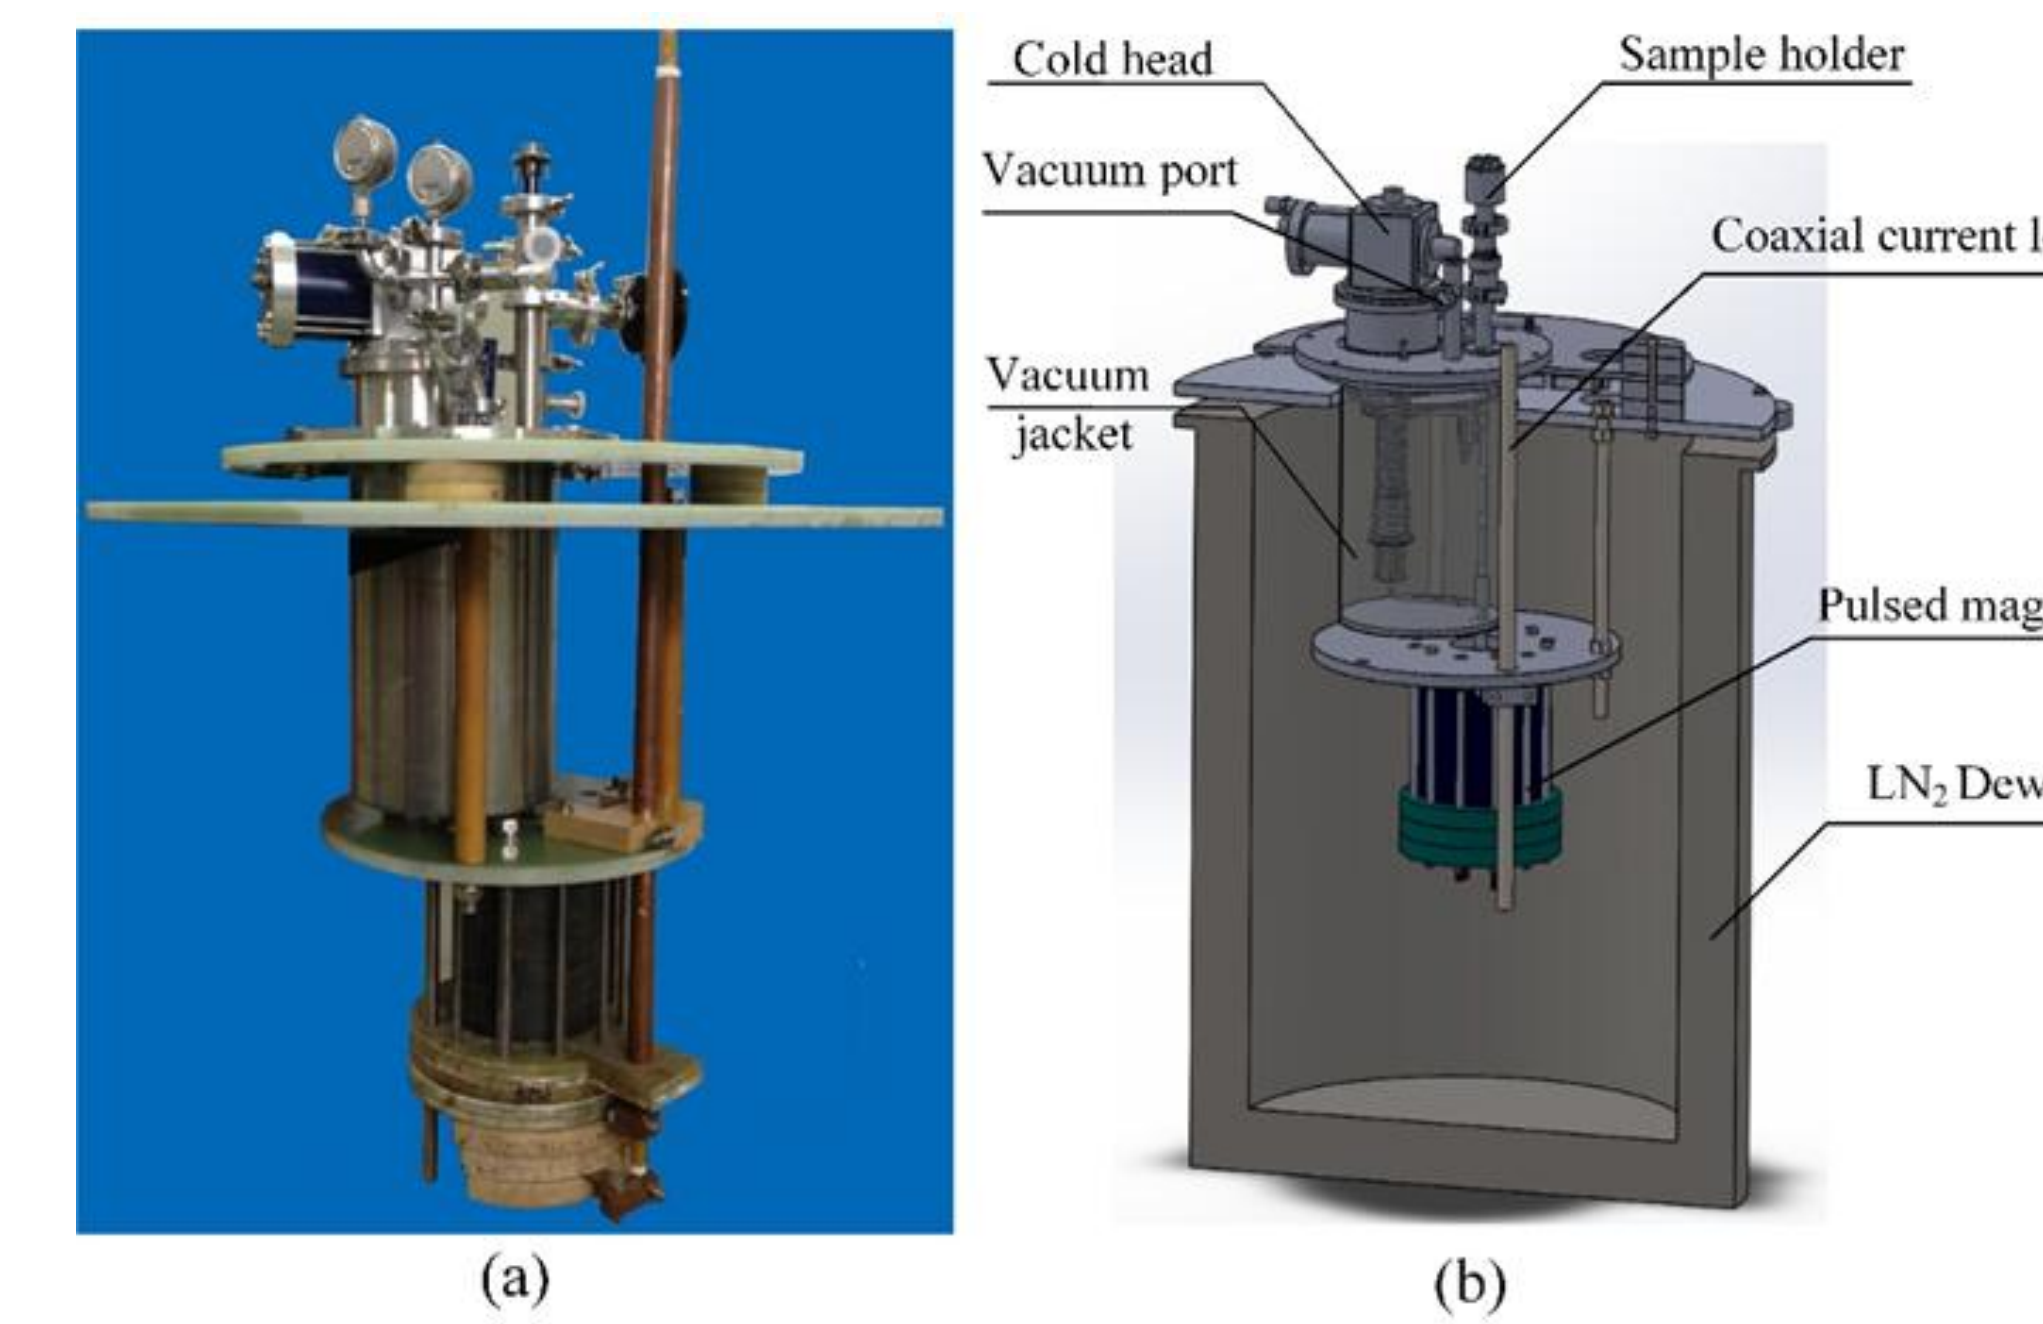 Cold head
Sample holder
Vacuum port
Coaxial current l
Vacuum
jacket
Pulsed mag
LN₂ Dew
(a)
(b)